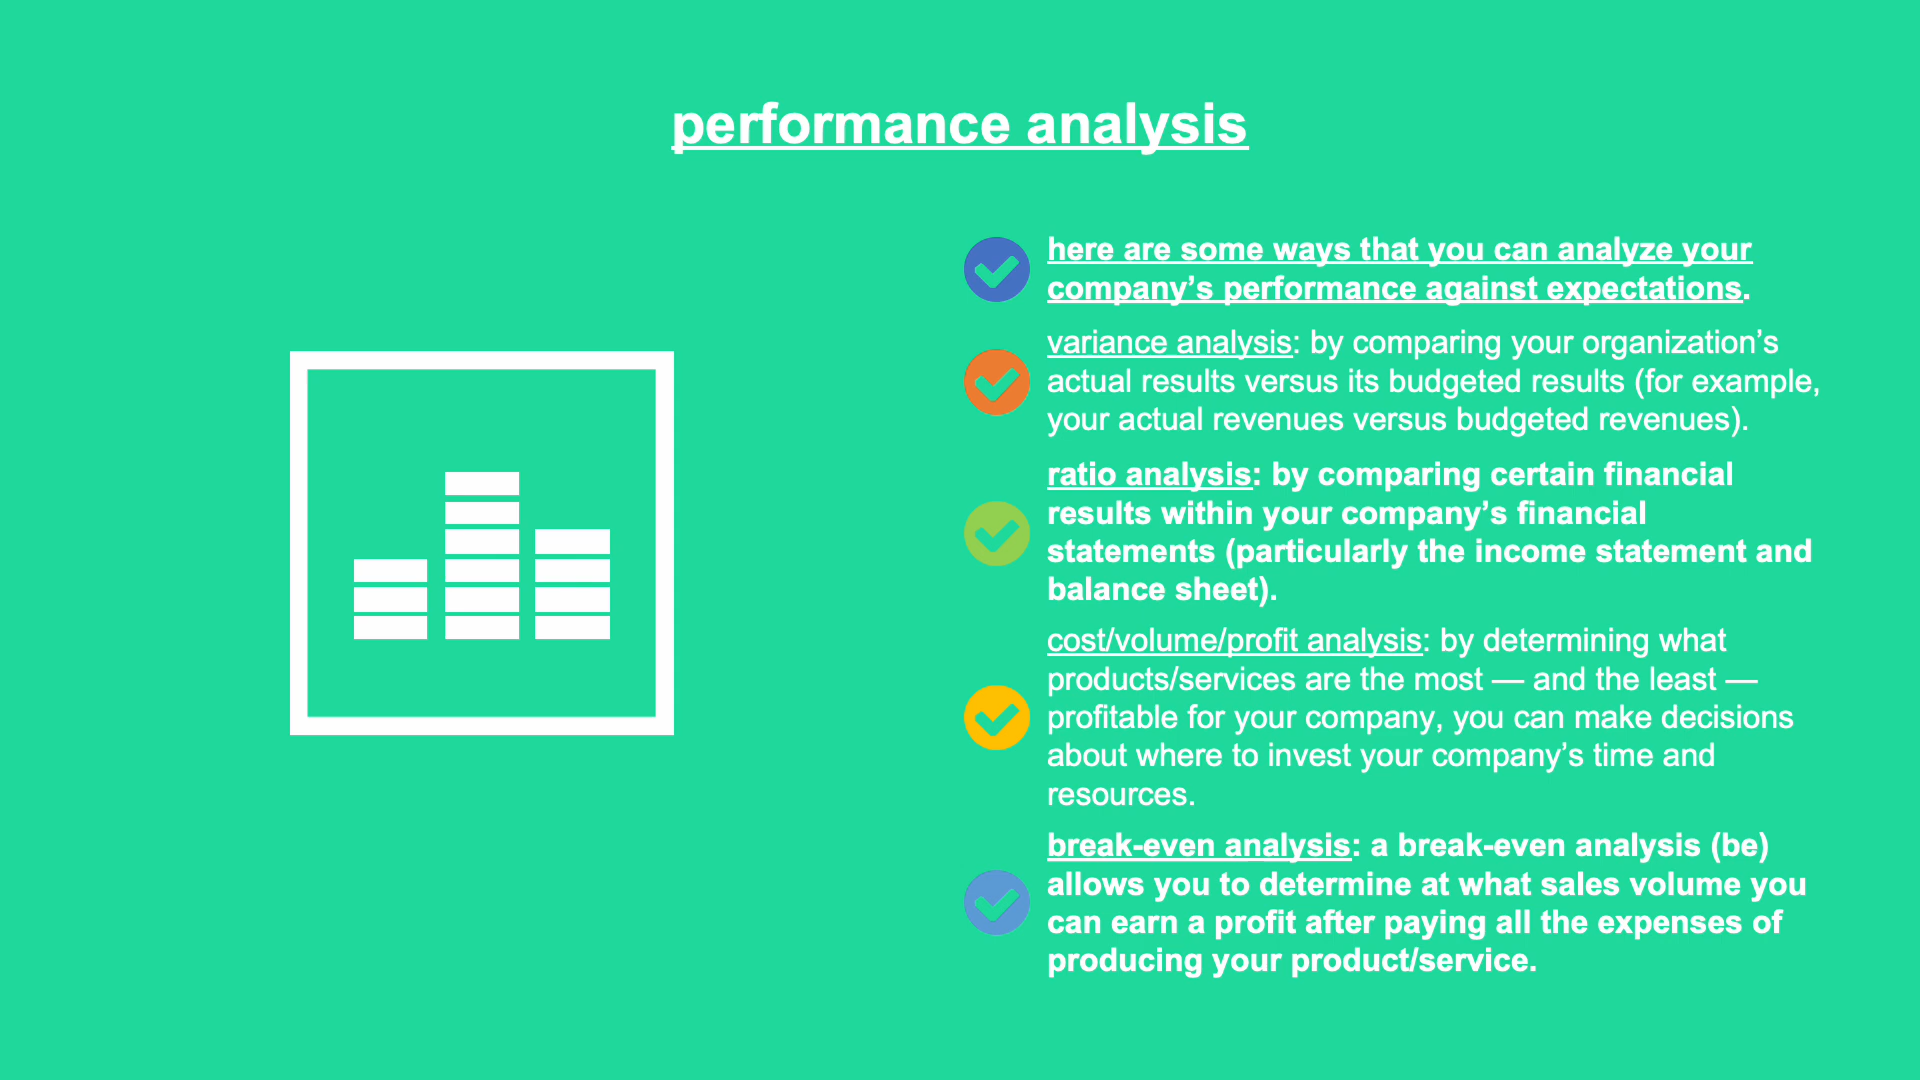 performance analysis
here are some ways that you can analyze your
company’s performance against expectations.
variance analysis: by comparing your organization’s
actual results versus its budgeted results (for example,
your actual revenues versus budgeted revenues).
ratio analysis: by comparing certain financial
results within your company’s financial
statements (particularly the income statement and
balance sheet).
cost/volume/profit analysis: by determining what
products/services are the most — and the least —
profitable for your company, you can make decisions
about where to invest your company’s time and
resources.
break-even analysis: a break-even analysis (be)
allows you to determine at what sales volume you
can earn a profit after paying all the expenses of
producing your product/service.